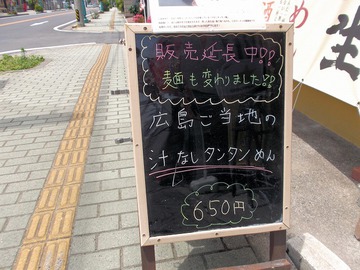 販売延長中!!
麺も変わりました!!
広島ご当地の
汁なしタンタンめん
650円